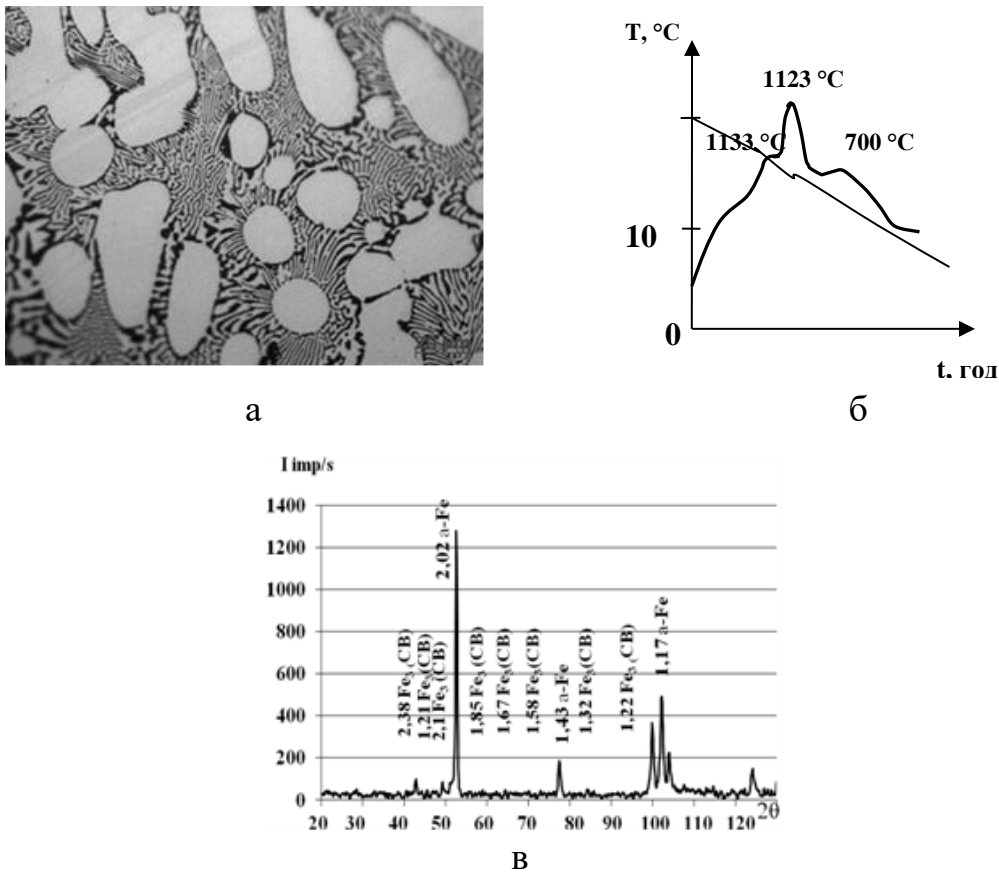 T, °C
1123 °C
1133 °C
700 °C
10
0
t, год
а
б
I imp/s
1400
1200
1000
800
600
400
200
0
2,38 Fe₃ (CB)
1,21 Fe₃(CB)
2,1 Fe₃ (CB)
2,02 a-Fe
1,85 Fe₃ (CB)
1,67 Fe₃(CB)
1,58 Fe₃(CB)
1,43 a-Fe
1,32 Fe₃(CB)
1,22 Fe₃ (CB)
1,17 a-Fe
20 30 40 50 60 70 80 90 100 110 120 2θ
в